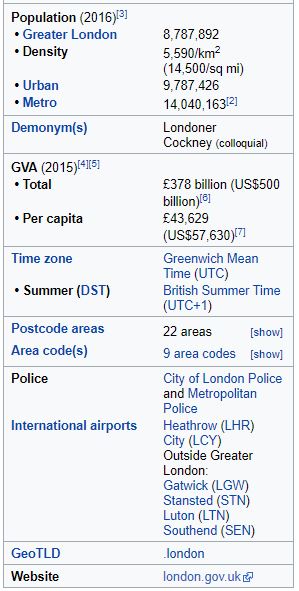 Population (2016)[3]
• Greater London 8,787,892
• Density 5,590/km2
(14,500/sq mi)
• Urban 9,787,426
• Metro 14,040,163[2]
Demonym(s) Londoner
Cockney (colloquial)
GVA (2015)[4][5]
• Total £378 billion (US$500
billion)[6]
• Per capita £43,629
(US$57,630)[7]
Time zone Greenwich Mean
Time (UTC)
• Summer (DST) British Summer Time
(UTC+1)
Postcode areas 22 areas [show]
Area code(s) 9 area codes [show]
Police City of London Police
and Metropolitan
Police
International airports Heathrow (LHR)
City (LCY)
Outside Greater
London:
Gatwick (LGW)
Stansted (STN)
Luton (LTN)
Southend (SEN)
GeoTLD .london
Website london.gov.uk